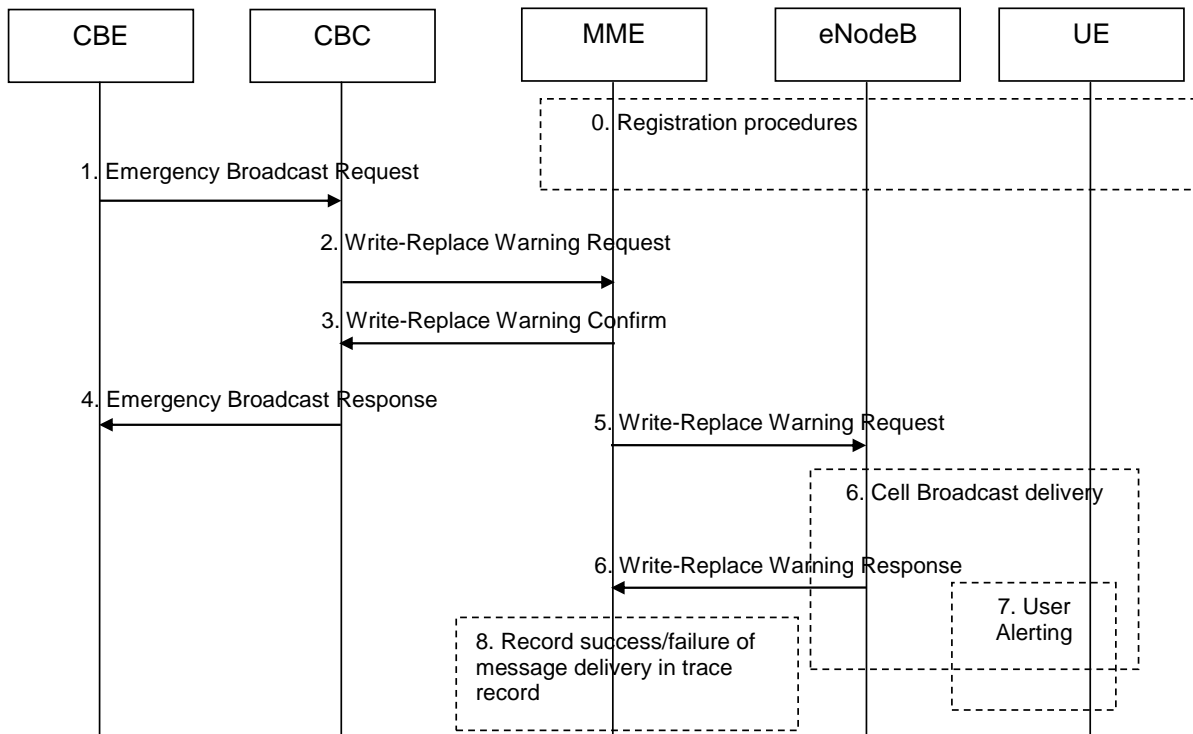 CBE
CBC
MME
eNodeB
UE
0. Registration procedures
1. Emergency Broadcast Request
2. Write-Replace Warning Request
3. Write-Replace Warning Confirm
4. Emergency Broadcast Response
5. Write-Replace Warning Request
6. Cell Broadcast delivery
6. Write-Replace Warning Response
7. User
Alerting
8. Record success/failure of
message delivery in trace
record